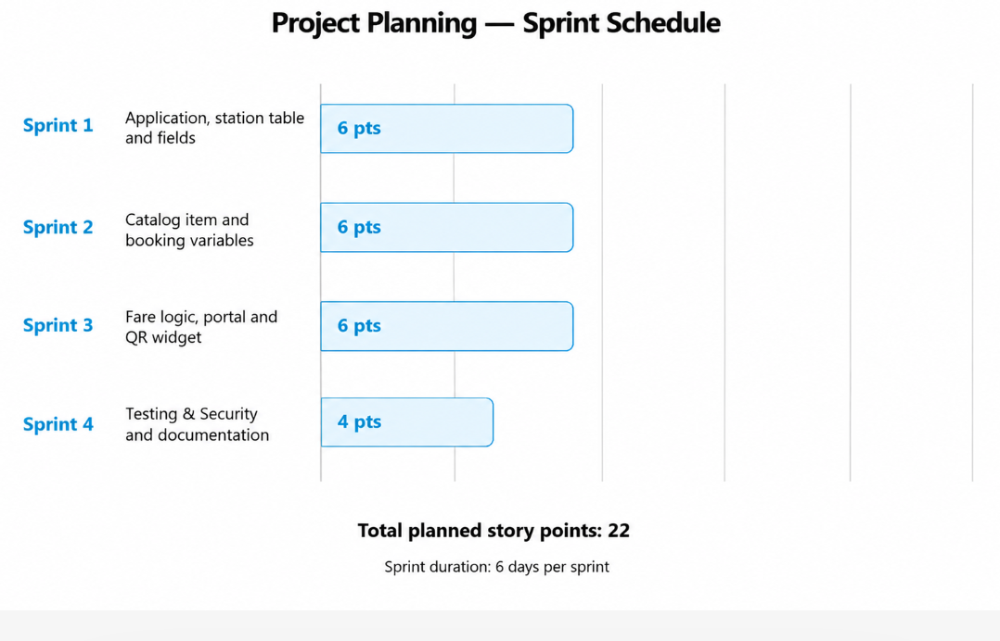 Project Planning — Sprint Schedule
Sprint 1
Application, station table
and fields
6 pts
Sprint 2
Catalog item and
booking variables
6 pts
Sprint 3
Fare logic, portal and
QR widget
6 pts
Sprint 4
Testing & Security
and documentation
4 pts
Total planned story points: 22
Sprint duration: 6 days per sprint